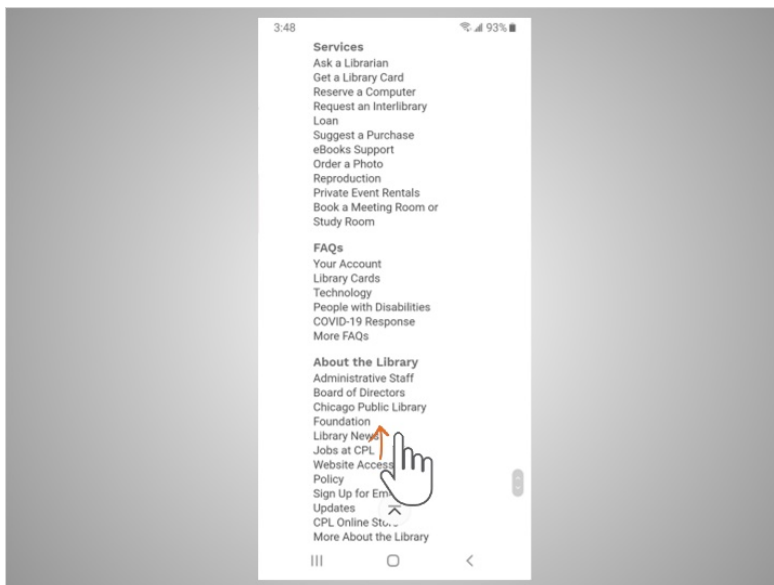 3:48 93%
Services
Ask a Librarian
Get a Library Card
Reserve a Computer
Request an Interlibrary
Loan
Suggest a Purchase
eBooks Support
Order a Photo
Reproduction
Private Event Rentals
Book a Meeting Room or
Study Room
FAQs
Your Account
Library Cards
Technology
People with Disabilities
COVID-19 Response
More FAQs
About the Library
Administrative Staff
Board of Directors
Chicago Public Library
Foundation
Library News
Jobs at CPL
Website Access
Policy
Sign Up for
Updates
CPL Online
More About the Library